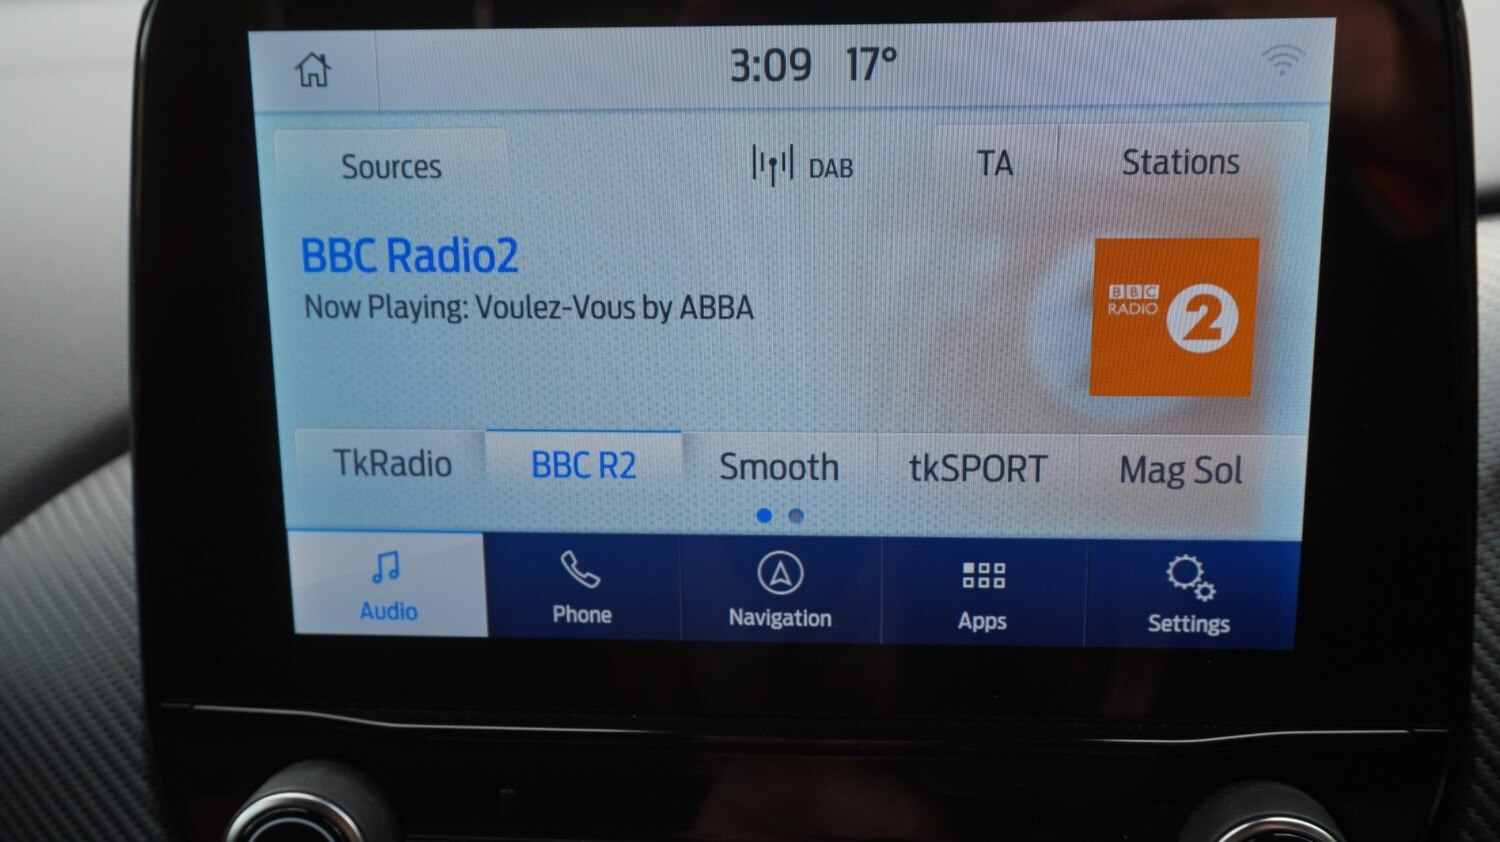 3:09 17°
Sources
DAB
TA
Stations
BBC Radio2
Now Playing: Voulez-Vous by ABBA
BBC
RADIO
2
TkRadio
BBC R2
Smooth
tkSPORT
Mag Sol
Audio
Phone
Navigation
Apps
Settings